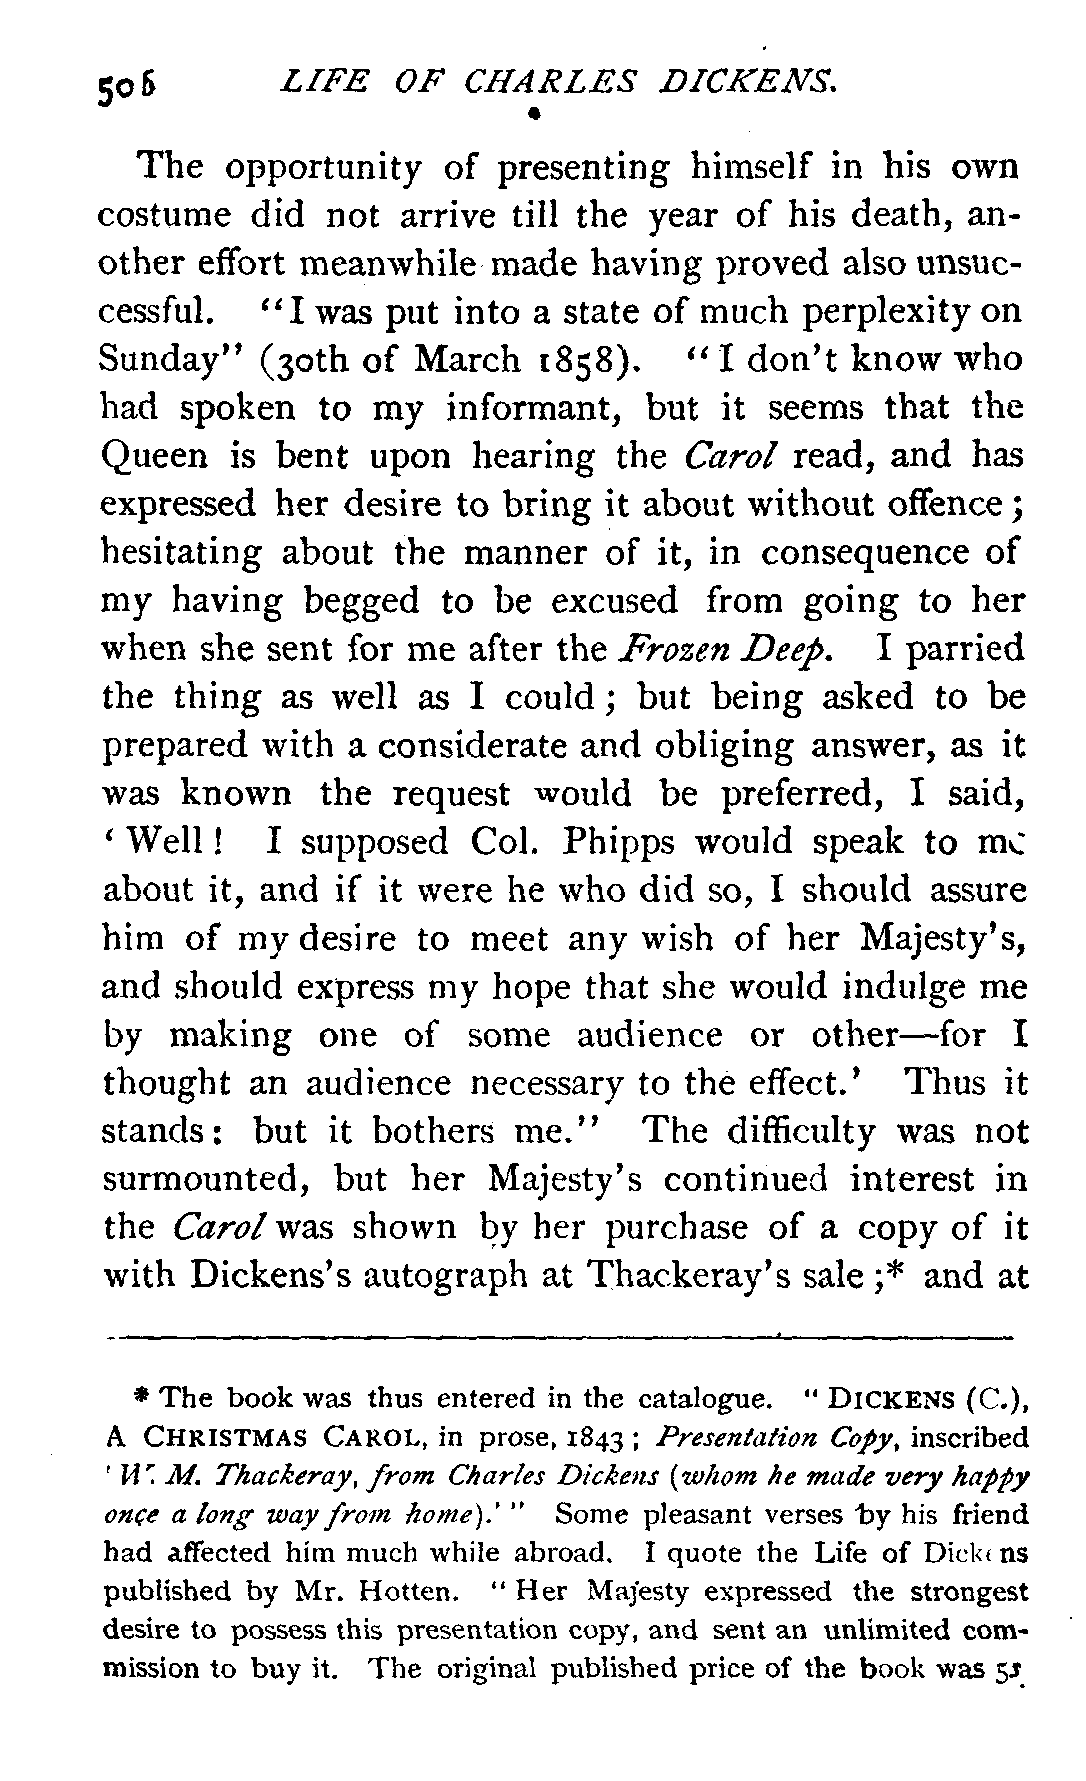 506 LIFE OF CHARLES DICKENS.
The opportunity of presenting himself in his own
costume did not arrive till the year of his death, an-
other effort meanwhile made having proved also unsuc-
cessful. "I was put into a state of much perplexity on
Sunday" (30th of March 1858). "I don't know who
had spoken to my informant, but it seems that the
Queen is bent upon hearing the Carol read, and has
expressed her desire to bring it about without offence;
hesitating about the manner of it, in consequence of
my having begged to be excused from going to her
when she sent for me after the Frozen Deep. I parried
the thing as well as I could; but being asked to be
prepared with a considerate and obliging answer, as it
was known the request would be preferred, I said,
'Well! I supposed Col. Phipps would speak to me
about it, and if it were he who did so, I should assure
him of my desire to meet any wish of her Majesty's,
and should express my hope that she would indulge me
by making one of some audience or other—for I
thought an audience necessary to the effect.' Thus it
stands: but it bothers me." The difficulty was not
surmounted, but her Majesty's continued interest in
the Carol was shown by her purchase of a copy of it
with Dickens's autograph at Thackeray's sale;* and at
* The book was thus entered in the catalogue. "DICKENS (C.),
A CHRISTMAS CAROL, in prose, 1843; Presentation Copy, inscribed
'W. M. Thackeray, from Charles Dickens (whom he made very happy
once a long way from home).'" Some pleasant verses by his friend
had affected him much while abroad. I quote the Life of Dickens
published by Mr. Hotten. "Her Majesty expressed the strongest
desire to possess this presentation copy, and sent an unlimited com-
mission to buy it. The original published price of the book was 5s.